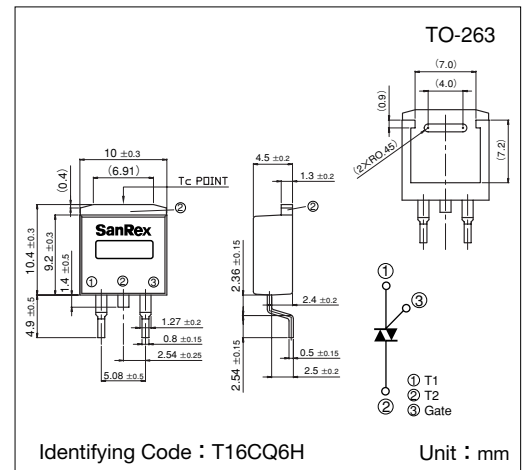 TO-263
(7.0)
(4.0)
(0.9)
(2×R0.45)
(7.2)
10 ±0.3
(6.91)
(0.4)
Tc POINT
②
SanRex
① ② ③
10.4 ±0.3
9.2 ±0.3
1.4 ±0.5
4.9 ±0.5
1.27 ±0.2
0.8 ±0.15
2.54 ±0.25
5.08 ±0.5
4.5 ±0.2
1.3 ±0.2
②
2.36 ±0.15
2.4 ±0.2
0.5 ±0.15
2.5 ±0.2
2.54 ±0.15
①
③
②
① T1
② T2
③ Gate
Identifying Code：T16CQ6H
Unit：mm